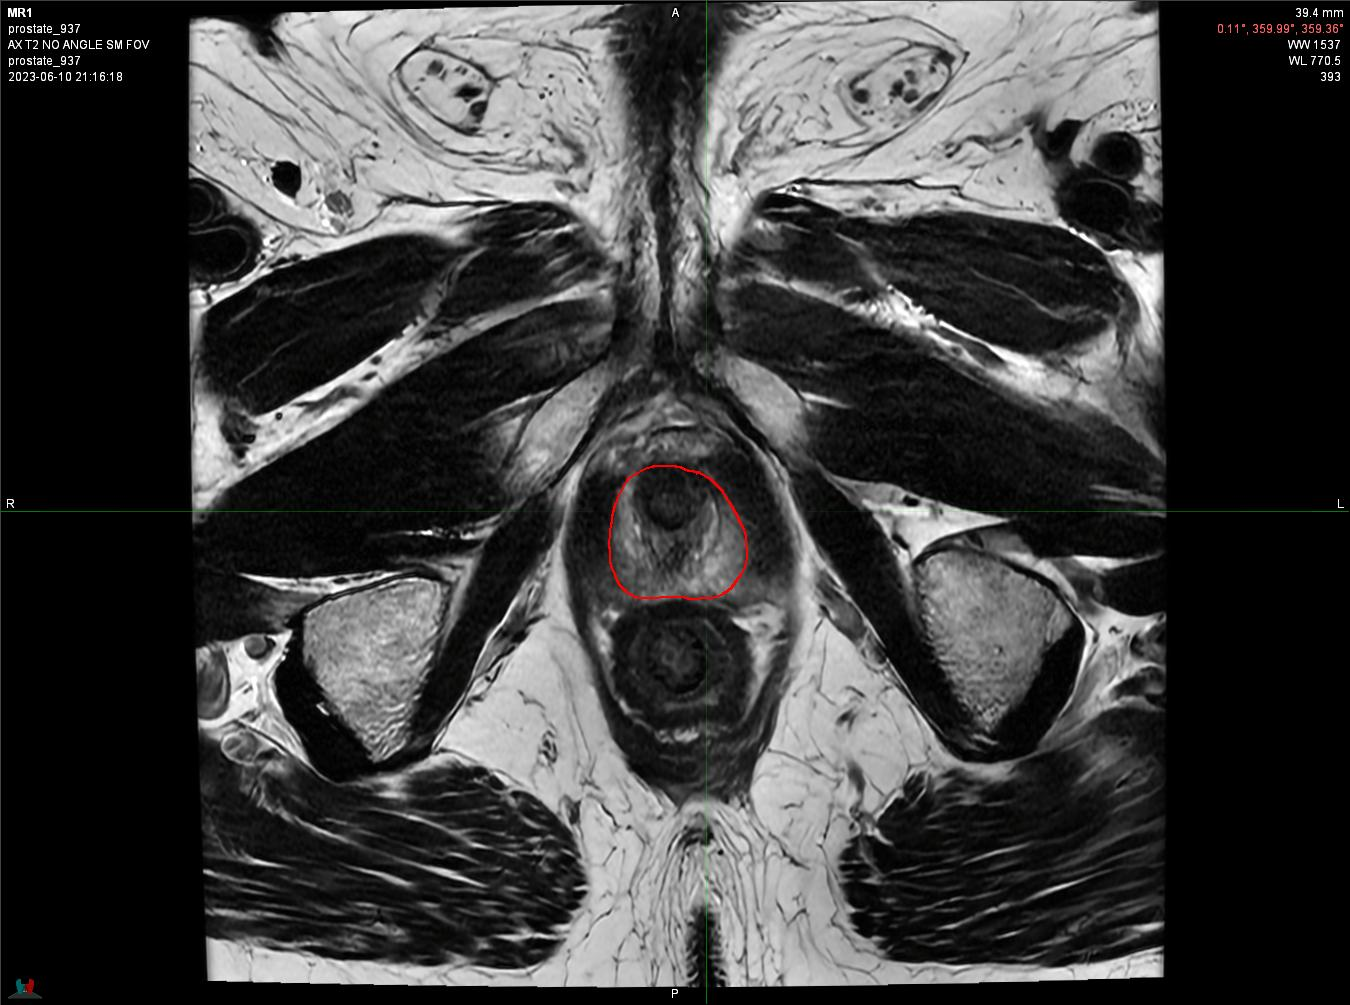 MR1
prostate_937
AX T2 NO ANGLE SM FOV
prostate_937
2023-06-10 21:16:18
A
39.4 mm
0.11°, 359.99°, 359.36°
WW 1537
WL 770.5
393
R
L
P